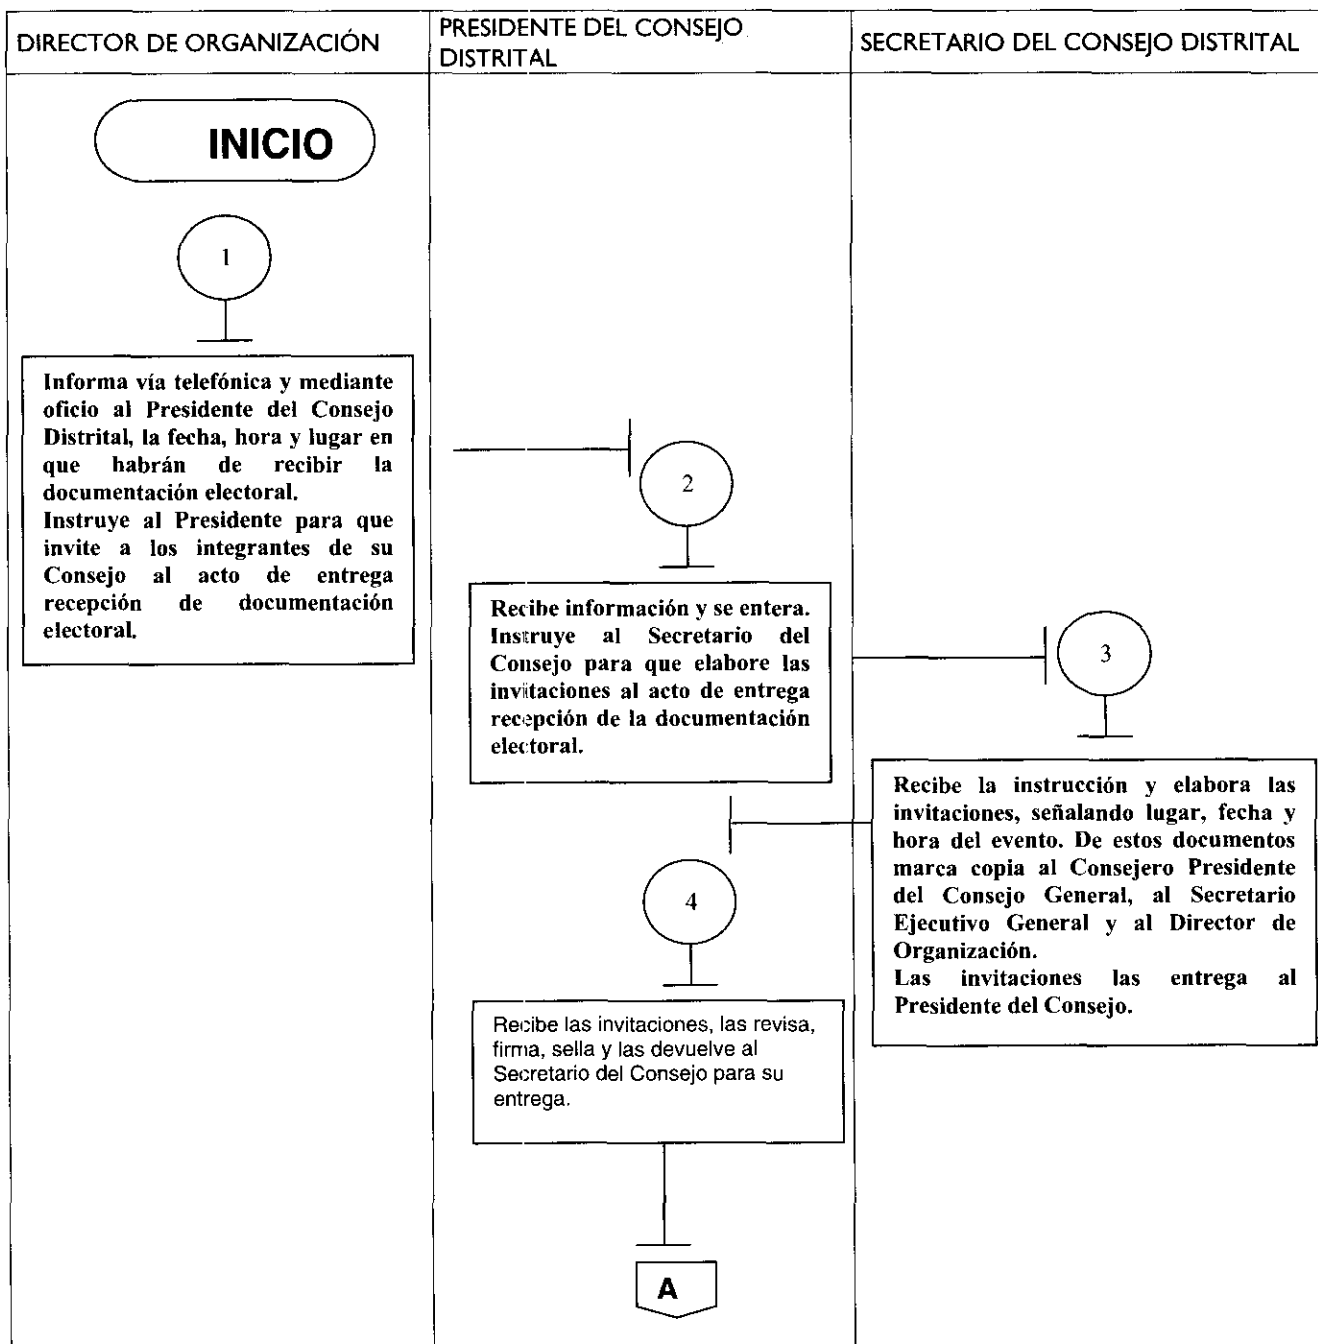 DIRECTOR DE ORGANIZACIÓN
PRESIDENTE DEL CONSEJO
DISTRITAL
SECRETARIO DEL CONSEJO DISTRITAL
INICIO
1
Informa vía telefónica y mediante
oficio al Presidente del Consejo
Distrital, la fecha, hora y lugar en
que habrán de recibir la
documentación electoral.
Instruye al Presidente para que
invite a los integrantes de su
Consejo al acto de entrega
recepción de documentación
electoral.
2
Recibe información y se entera.
Instruye al Secretario del
Consejo para que elabore las
invitaciones al acto de entrega
recepción de la documentación
electoral.
3
Recibe la instrucción y elabora las
invitaciones, señalando lugar, fecha y
hora del evento. De estos documentos
marca copia al Consejero Presidente
del Consejo General, al Secretario
Ejecutivo General y al Director de
Organización.
Las invitaciones las entrega al
Presidente del Consejo.
4
Recibe las invitaciones, las revisa,
firma, sella y las devuelve al
Secretario del Consejo para su
entrega.
A